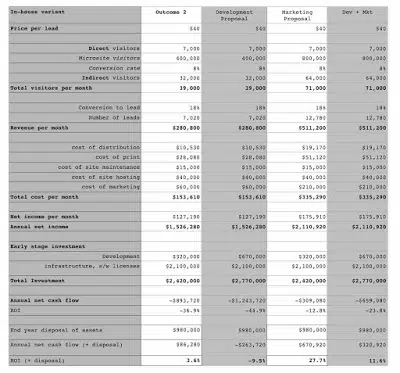 In-house variant Outcome 2 Development Proposal Marketing Proposal Dev + Mkt
Price per lead $40 $40 $40 $40
Direct visitors 7,000 7,000 7,000 7,000
Microsite visitors 400,000 400,000 800,000 800,000
Conversion rate 8% 8% 8% 8%
Indirect visitors 32,000 32,000 64,000 64,000
Total visitors per month 39,000 39,000 71,000 71,000
Conversion to lead 18% 18% 18% 18%
Number of leads 7,020 7,020 12,780 12,780
Revenue per month $280,800 $280,800 $511,200 $511,200
cost of distribution $10,530 $10,530 $19,170 $19,170
cost of print $28,080 $28,080 $51,120 $51,120
cost of site maintenance $15,000 $15,000 $15,000 $15,000
cost of site hosting $40,000 $40,000 $40,000 $40,000
cost of marketing $60,000 $60,000 $210,000 $210,000
Total cost per month $153,610 $153,610 $335,290 $335,290
Net income per month $127,190 $127,190 $175,910 $175,910
Annual net income $1,526,280 $1,526,280 $2,110,920 $2,110,920
Early stage investment
Development $320,000 $670,000 $320,000 $670,000
infrastructure, s/w licenses $2,100,000 $2,100,000 $2,100,000 $2,100,000
Total Investment $2,420,000 $2,770,000 $2,420,000 $2,770,000
Annual net cash flow -$893,720 -$1,243,720 -$309,080 -$659,080
ROI -36.9% -44.9% -12.8% -23.8%
End year disposal of assets $980,000 $980,000 $980,000 $980,000
Annual net cash flow (+ disposal) $86,280 -$263,720 $670,920 $320,920
ROI (+ disposal) 3.6% -9.5% 27.7% 11.6%